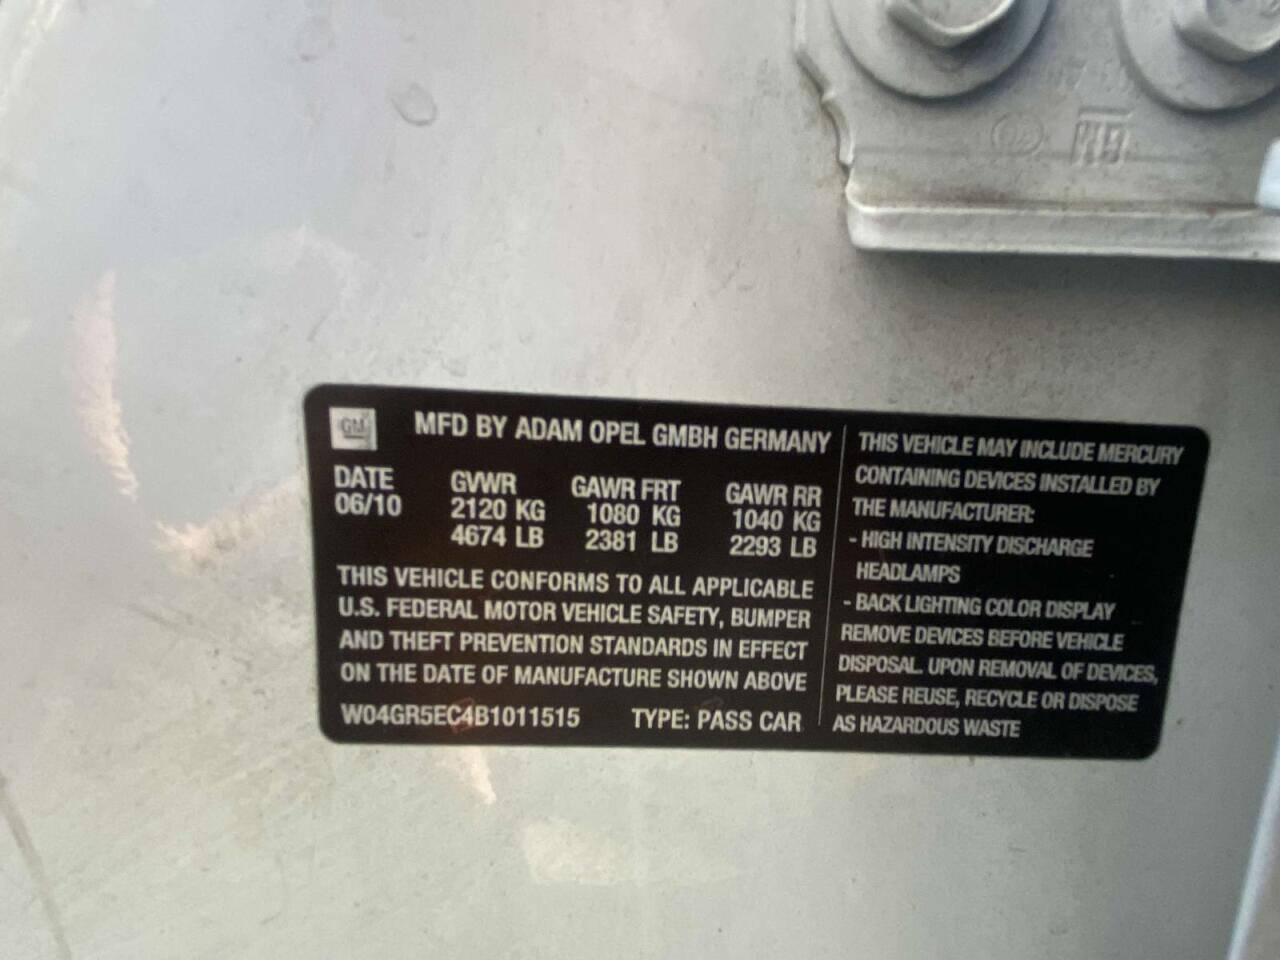 GM
MFD BY ADAM OPEL GMBH GERMANY
DATE GVWR GAWR FRT GAWR RR
06/10 2120 KG 1080 KG 1040 KG
4674 LB 2381 LB 2293 LB
THIS VEHICLE CONFORMS TO ALL APPLICABLE
U.S. FEDERAL MOTOR VEHICLE SAFETY, BUMPER
AND THEFT PREVENTION STANDARDS IN EFFECT
ON THE DATE OF MANUFACTURE SHOWN ABOVE
W04GR5EC4B1011515 TYPE: PASS CAR
THIS VEHICLE MAY INCLUDE MERCURY
CONTAINING DEVICES INSTALLED BY
THE MANUFACTURER:
- HIGH INTENSITY DISCHARGE
HEADLAMPS
- BACK LIGHTING COLOR DISPLAY
REMOVE DEVICES BEFORE VEHICLE
DISPOSAL. UPON REMOVAL OF DEVICES,
PLEASE REUSE, RECYCLE OR DISPOSE
AS HAZARDOUS WASTE